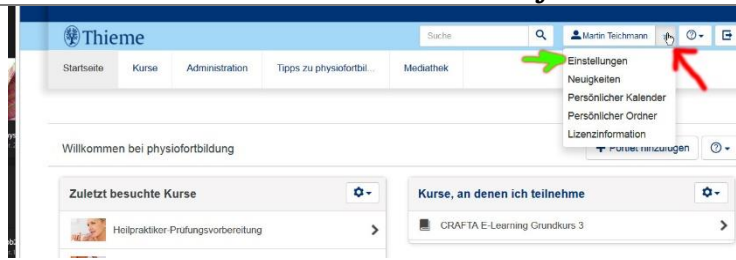 Thieme
Suche
Martin Teichmann
Startseite Kurse Administration Tipps zu physiofortbil... Mediathek
Einstellungen
Neuigkeiten
Persönlicher Kalender
Persönlicher Ordner
Lizenzinformation
Willkommen bei physiofortbildung
Portlet hinzufügen
Zuletzt besuchte Kurse
Kurse, an denen ich teilnehme
Heilpraktiker-Prüfungsvorbereitung
CRAFTA E-Learning Grundkurs 3